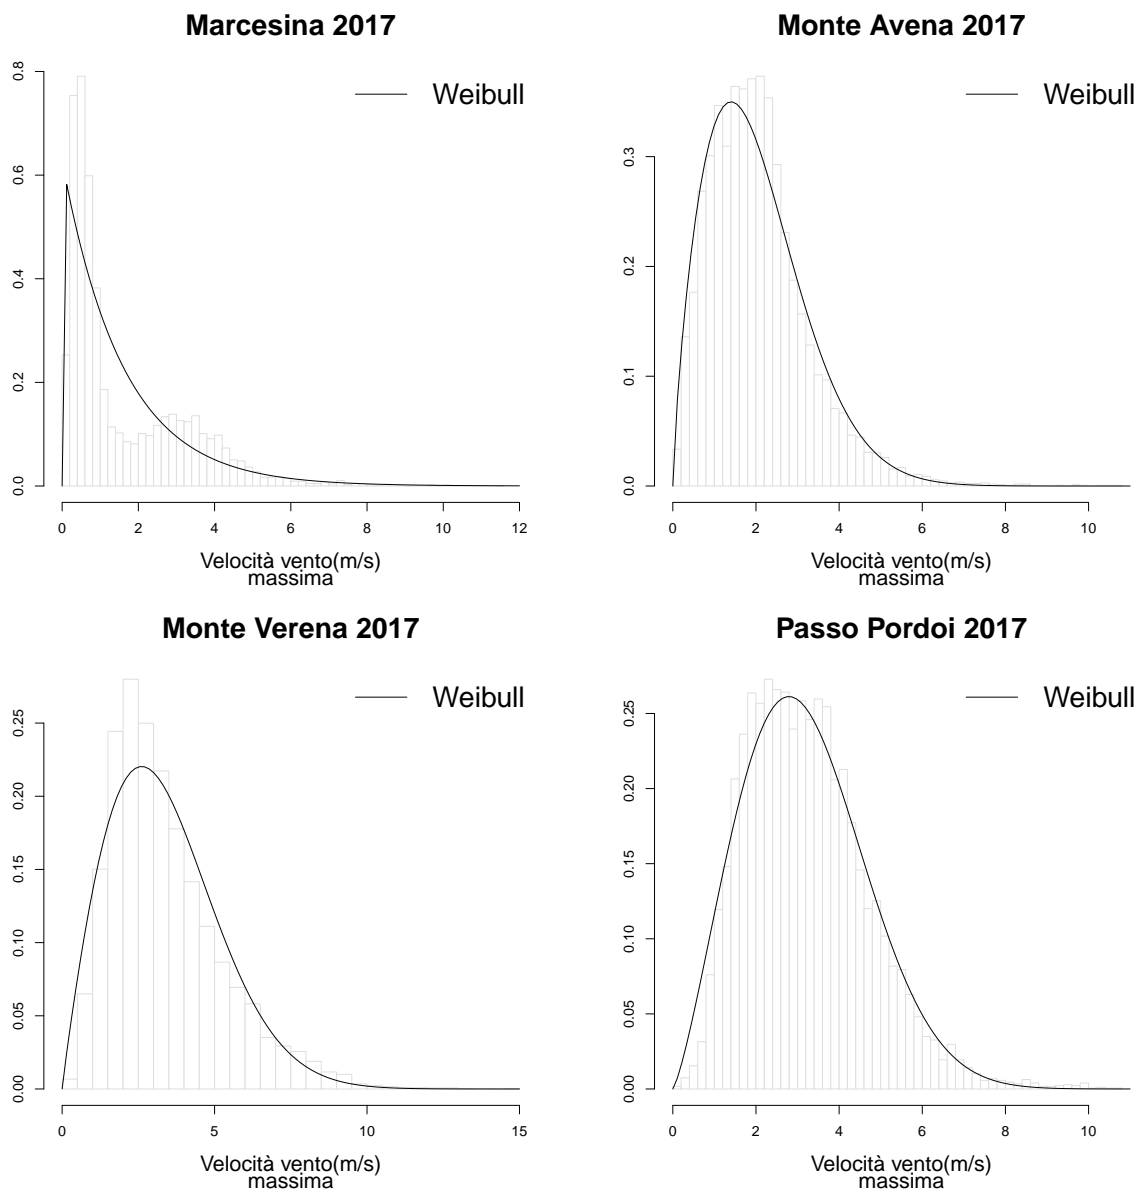 Marcesina 2017
Weibull
0.0 0.2 0.4 0.6 0.8
0 2 4 6 8 10 12
Velocità vento(m/s)
massima
Monte Avena 2017
Weibull
0.0 0.1 0.2 0.3
0 2 4 6 8 10
Velocità vento(m/s)
massima
Monte Verena 2017
Weibull
0.00 0.05 0.10 0.15 0.20 0.25
0 5 10 15
Velocità vento(m/s)
massima
Passo Pordoi 2017
Weibull
0.00 0.05 0.10 0.15 0.20 0.25
0 2 4 6 8 10
Velocità vento(m/s)
massima